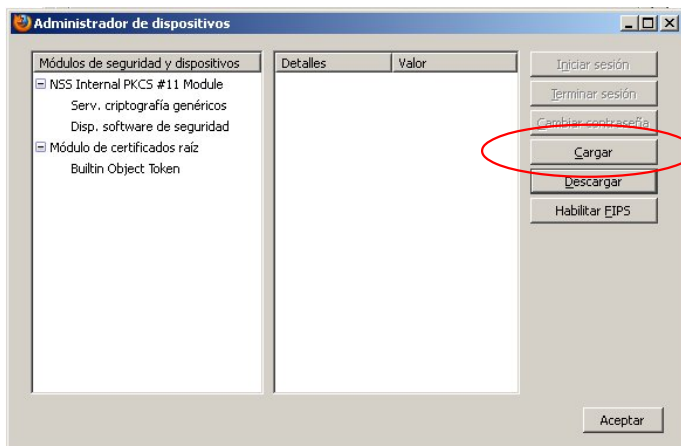 Administrador de dispositivos
Módulos de seguridad y dispositivos
NSS Internal PKCS #11 Module
Serv. criptografía genéricos
Disp. software de seguridad
Módulo de certificados raíz
Builtin Object Token
Detalles
Valor
Iniciar sesión
Terminar sesión
Cambiar contraseña
Cargar
Descargar
Habilitar FIPS
Aceptar